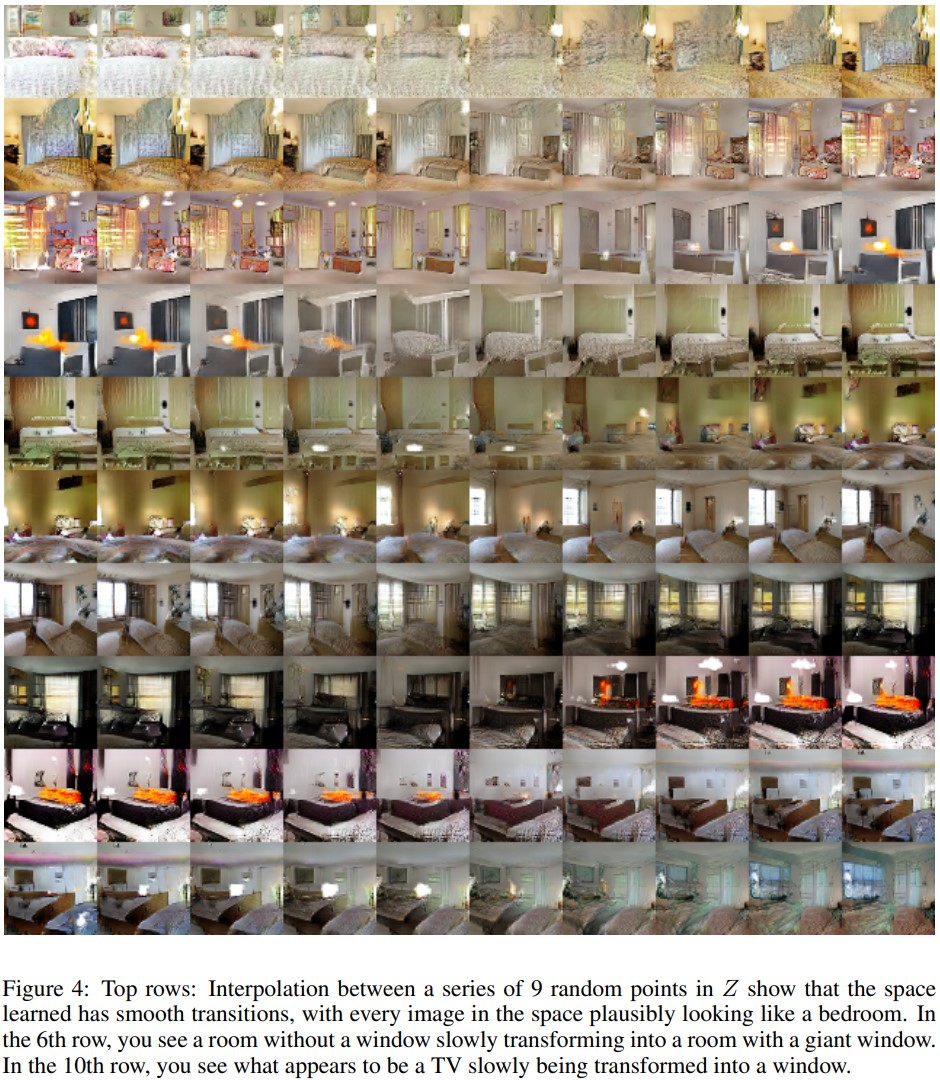 Figure 4: Top rows: Interpolation between a series of 9 random points in Z show that the space
learned has smooth transitions, with every image in the space plausibly looking like a bedroom. In
the 6th row, you see a room without a window slowly transforming into a room with a giant window.
In the 10th row, you see what appears to be a TV slowly being transformed into a window.